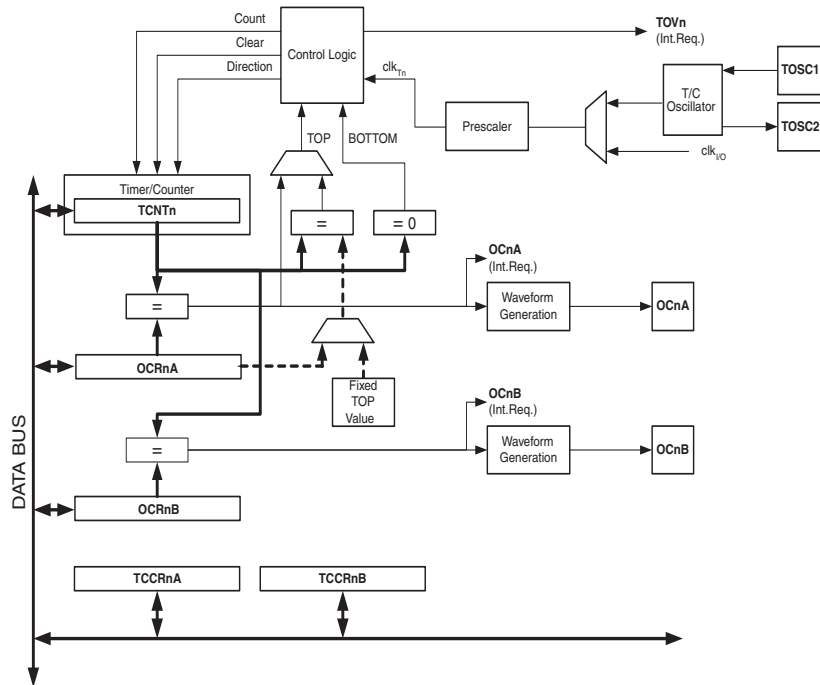 Count
Clear
Direction
Control Logic
TOVn
(Int.Req.)
clkTn
TOSC1
T/C
Oscillator
TOSC2
Prescaler
clkI/O
TOP
BOTTOM
Timer/Counter
TCNTn
=
= 0
OCnA
(Int.Req.)
=
Waveform
Generation
OCnA
OCRnA
Fixed
TOP
Value
OCnB
(Int.Req.)
=
Waveform
Generation
OCnB
OCRnB
DATA BUS
TCCRnA
TCCRnB